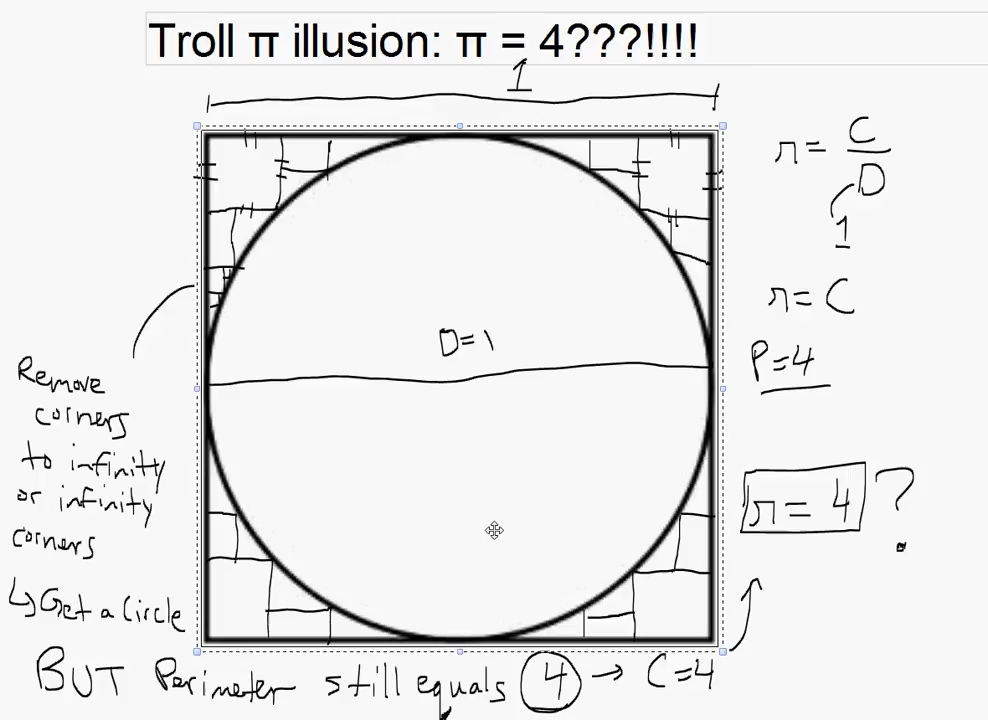 Troll π illusion: π = 4???!!!!
1
π = C/D
1
π = C
D=1
P=4
Remove
corners
to infinity
or infinity
corners
↳ Get a Circle
π = 4 ?
BUT Perimeter still equals 4 → C=4